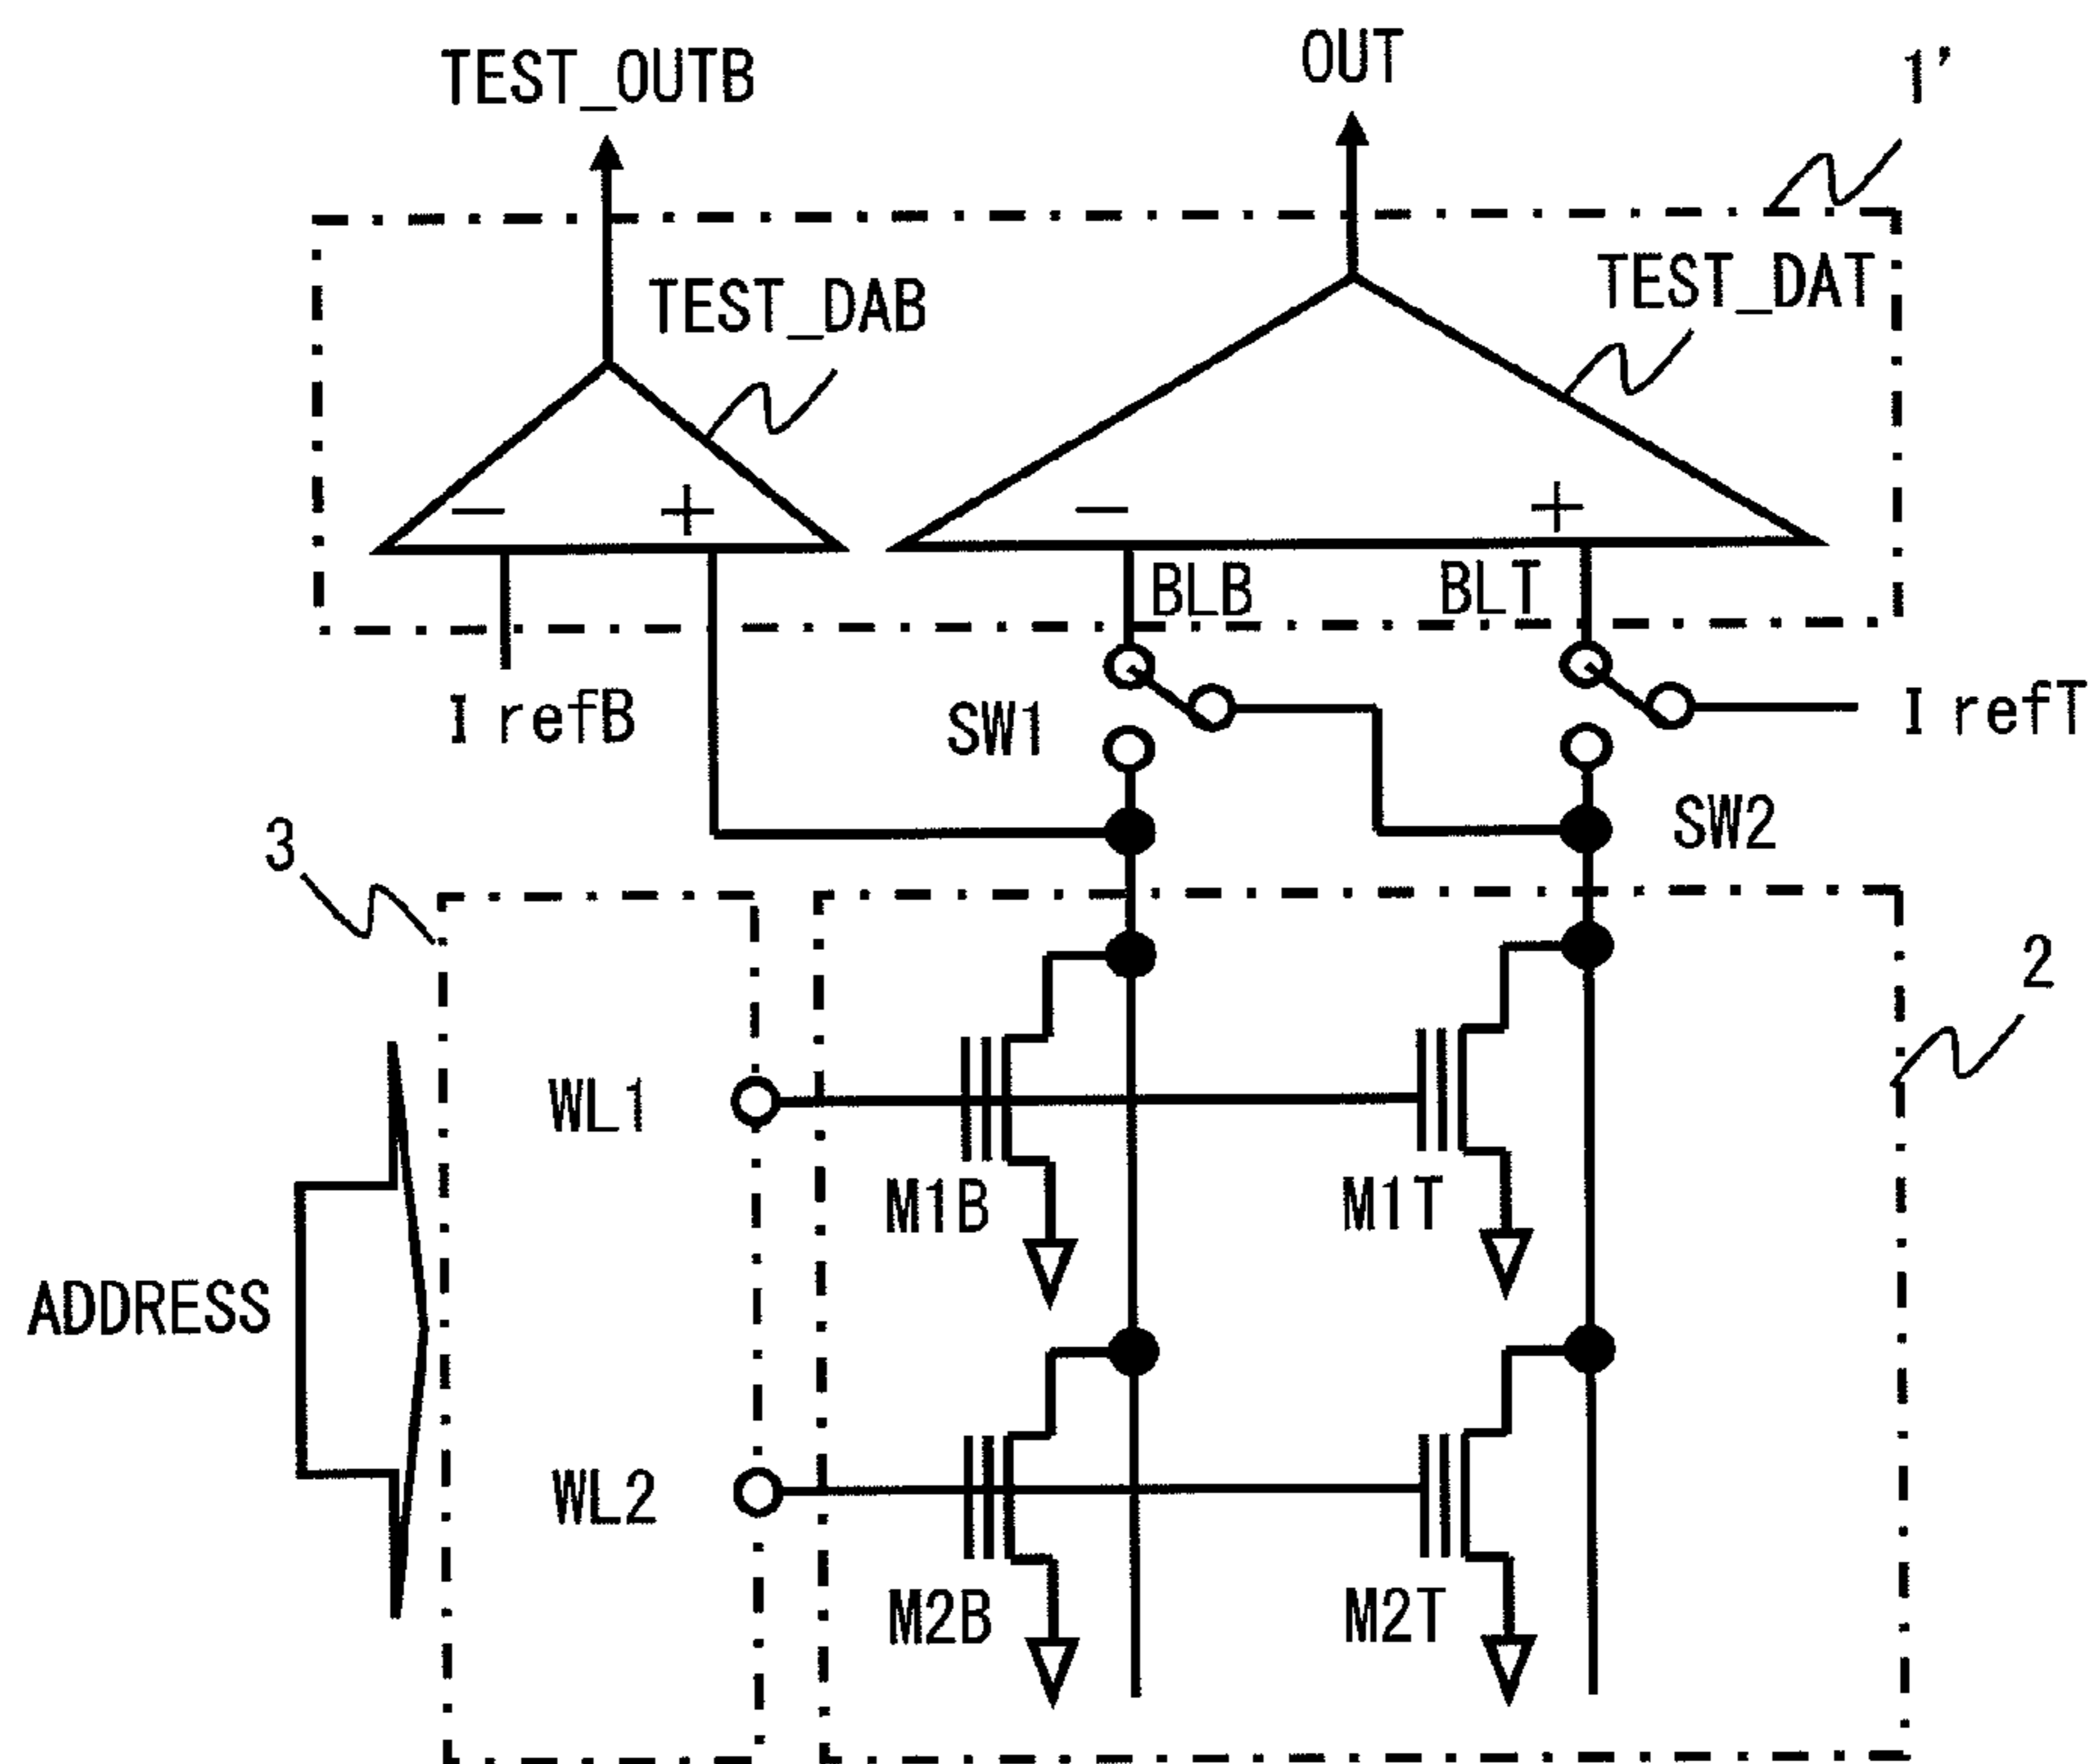 TEST_OUTB
OUT
1'
TEST_DAB
TEST_DAT
− +
− +
BLB
BLT
I refB
SW1
I refT
SW2
3
2
WL1
M1B
M1T
ADDRESS
WL2
M2B
M2T